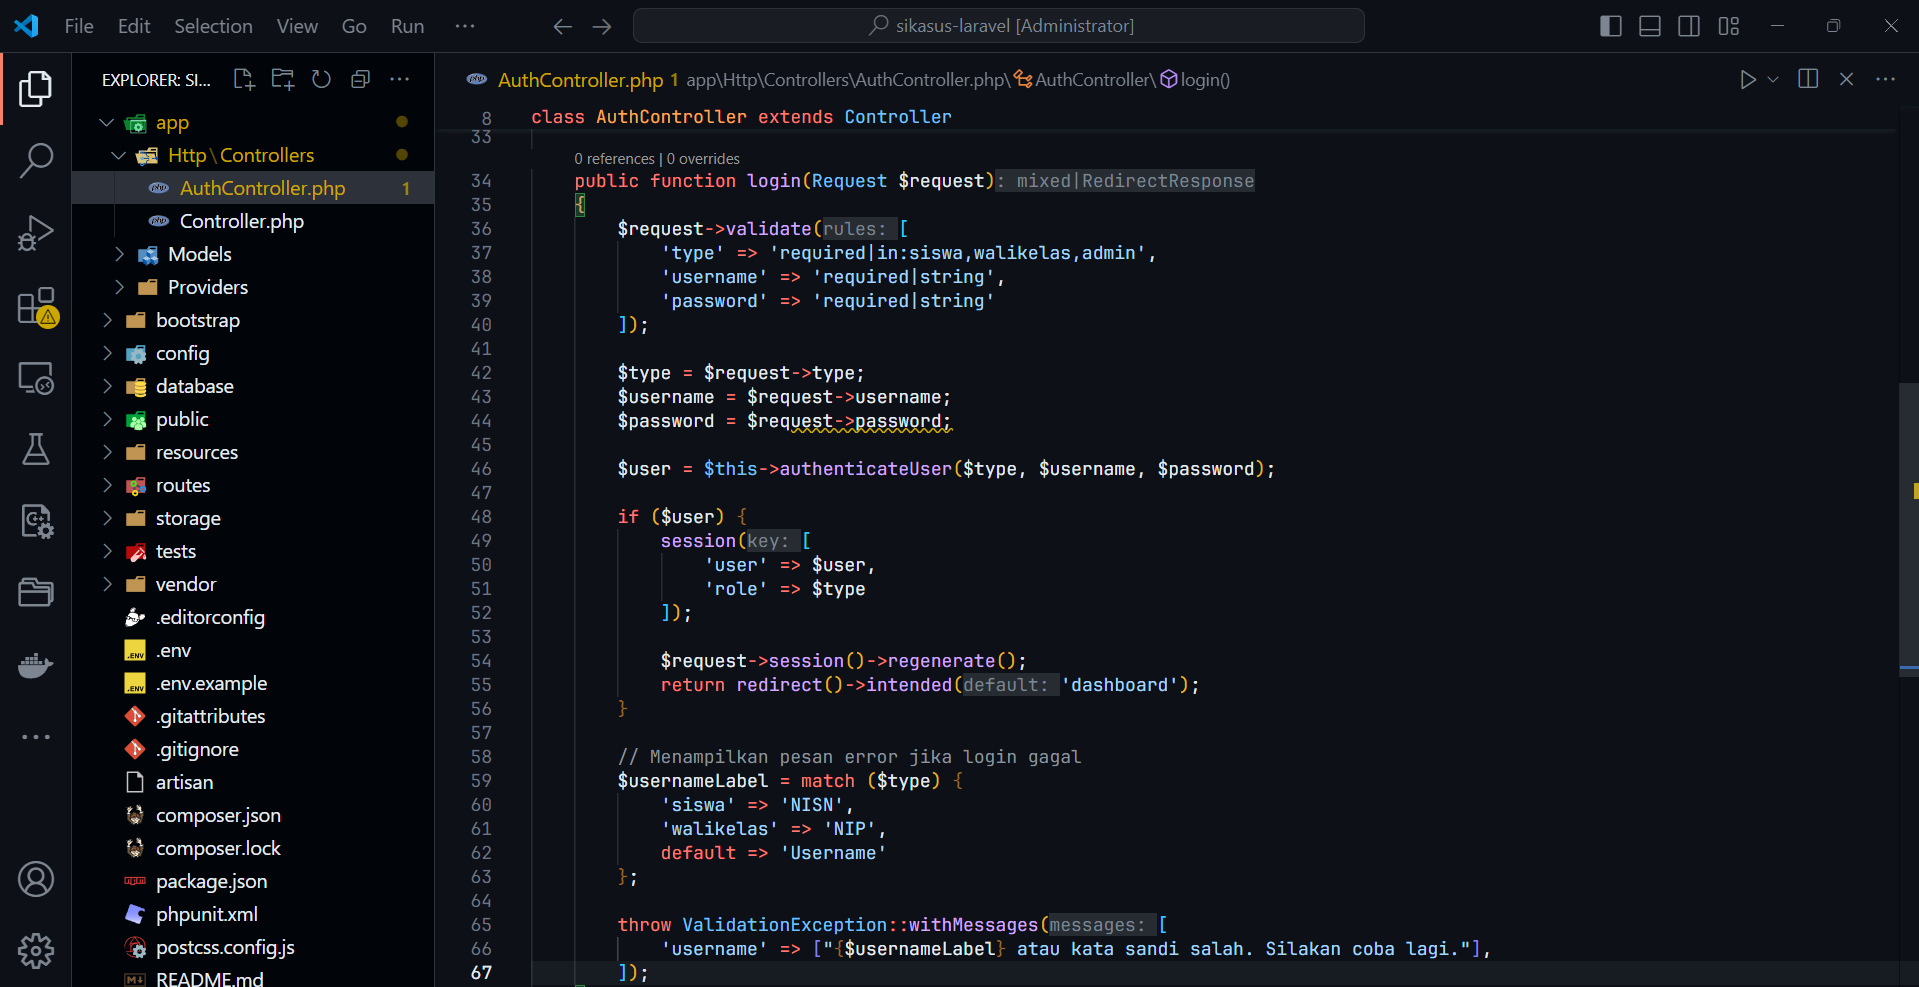 File Edit Selection View Go Run ··· sikasus-laravel [Administrator]
EXPLORER: SI...
app
Http\Controllers
AuthController.php 1
Controller.php
Models
Providers
bootstrap
config
database
public
resources
routes
storage
tests
vendor
.editorconfig
.env
.env.example
.gitattributes
.gitignore
artisan
composer.json
composer.lock
package.json
phpunit.xml
postcss.config.js
README.md
AuthController.php 1 app\Http\Controllers\AuthController.php\AuthController\login()
8 class AuthController extends Controller
33
0 references | 0 overrides
34 public function login(Request $request): mixed|RedirectResponse
35 {
36 $request->validate(rules: [
37 'type' => 'required|in:siswa,walikelas,admin',
38 'username' => 'required|string',
39 'password' => 'required|string'
40 ]);
41
42 $type = $request->type;
43 $username = $request->username;
44 $password = $request->password;
45
46 $user = $this->authenticateUser($type, $username, $password);
47
48 if ($user) {
49 session(key: [
50 'user' => $user,
51 'role' => $type
52 ]);
53
54 $request->session()->regenerate();
55 return redirect()->intended(default: 'dashboard');
56 }
57
58 // Menampilkan pesan error jika login gagal
59 $usernameLabel = match ($type) {
60 'siswa' => 'NISN',
61 'walikelas' => 'NIP',
62 default => 'Username'
63 };
64
65 throw ValidationException::withMessages(messages: [
66 'username' => ["{$usernameLabel} atau kata sandi salah. Silakan coba lagi."],
67 ]);